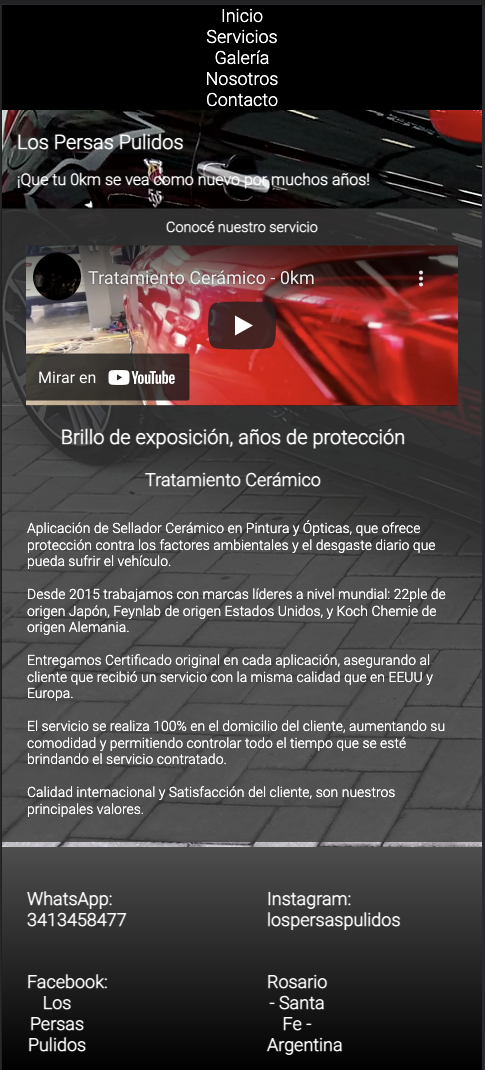 Inicio
Servicios
Galería
Nosotros
Contacto
Los Persas Pulidos
¡Que tu 0km se vea como nuevo por muchos años!
Conocé nuestro servicio
Tratamiento Cerámico - 0km
Mirar en YouTube
Brillo de exposición, años de protección
Tratamiento Cerámico
Aplicación de Sellador Cerámico en Pintura y Ópticas, que ofrece
protección contra los factores ambientales y el desgaste diario que
pueda sufrir el vehículo.
Desde 2015 trabajamos con marcas líderes a nivel mundial: 22ple de
origen Japón, Feynlab de origen Estados Unidos, y Koch Chemie de
origen Alemania.
Entregamos Certificado original en cada aplicación, asegurando al
cliente que recibió un servicio con la misma calidad que en EEUU y
Europa.
El servicio se realiza 100% en el domicilio del cliente, aumentando su
comodidad y permitiendo controlar todo el tiempo que se esté
brindando el servicio contratado.
Calidad internacional y Satisfacción del cliente, son nuestros
principales valores.
WhatsApp:
3413458477
Instagram:
lospersaspulidos
Facebook:
Los
Persas
Pulidos
Rosario
- Santa
Fe -
Argentina